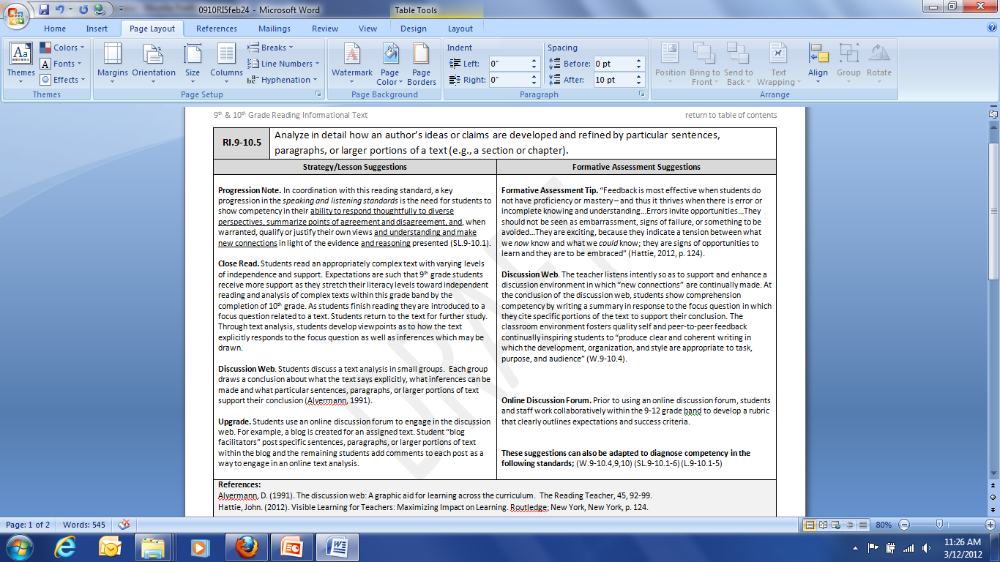 0910RI5feb24 - Microsoft Word
Table Tools
Home Insert Page Layout References Mailings Review View Design Layout
Themes
Colors
Fonts
Effects
Themes
Margins Orientation Size Columns
Breaks
Line Numbers
Hyphenation
Page Setup
Watermark Page Color Page Borders
Page Background
Indent
Left: 0"
Right: 0"
Spacing
Before: 0 pt
After: 10 pt
Paragraph
Position Bring to Front Send to Back Text Wrapping Align Group Rotate
Arrange
9th & 10th Grade Reading Informational Text
return to table of contents
RI.9-10.5
Analyze in detail how an author's ideas or claims are developed and refined by particular sentences,
paragraphs, or larger portions of a text (e.g., a section or chapter).
Strategy/Lesson Suggestions
Progression Note. In coordination with this reading standard, a key
progression in the speaking and listening standards is the need for students to
show competency in their ability to respond thoughtfully to diverse
perspectives, summarize points of agreement and disagreement, and, when
warranted, qualify or justify their own views and understanding and make
new connections in light of the evidence and reasoning presented (SL.9-10.1).
Close Read. Students read an appropriately complex text with varying levels
of independence and support. Expectations are such that 9th grade students
receive more support as they stretch their literacy levels toward independent
reading and analysis of complex texts within this grade band by the
completion of 10th grade. As students finish reading they are introduced to a
focus question related to a text. Students return to the text for further study.
Through text analysis, students develop viewpoints as to how the text
explicitly responds to the focus question as well as inferences which may be
drawn.
Discussion Web. Students discuss a text analysis in small groups. Each group
draws a conclusion about what the text says explicitly, what inferences can be
made and what particular sentences, paragraphs, or larger portions of text
support their conclusion (Alvermann, 1991).
Upgrade. Students use an online discussion forum to engage in the discussion
web. For example, a blog is created for an assigned text. Student "blog
facilitators" post specific sentences, paragraphs, or larger portions of text
within the blog and the remaining students add comments to each post as a
way to engage in an online text analysis.
Formative Assessment Suggestions
Formative Assessment Tip. "Feedback is most effective when students do
not have proficiency or mastery – and thus it thrives when there is error or
incomplete knowing and understanding...Errors invite opportunities...They
should not be seen as embarrassment, signs of failure, or something to be
avoided...They are exciting, because they indicate a tension between what
we now know and what we could know; they are signs of opportunities to
learn and they are to be embraced" (Hattie, 2012, p. 124).
Discussion Web. The teacher listens intently so as to support and enhance a
discussion environment in which "new connections" are continually made. At
the conclusion of the discussion web, students show comprehension
competency by writing a summary in response to the focus question in which
they cite specific portions of the text to support their conclusion. The
classroom environment fosters quality self and peer-to-peer feedback
continually inspiring students to "produce clear and coherent writing in
which the development, organization, and style are appropriate to task,
purpose, and audience" (W.9-10.4).
Online Discussion Forum. Prior to using an online discussion forum, students
and staff work collaboratively within the 9-12 grade band to develop a rubric
that clearly outlines expectations and success criteria.
These suggestions can also be adapted to diagnose competency in the
following standards; (W.9-10.4,9,10) (SL.9-10.1-6) (L.9-10.1-5)
DRAFT
References:
Alvermann, D. (1991). The discussion web: A graphic aid for learning across the curriculum. The Reading Teacher, 45, 92-99.
Hattie, John. (2012). Visible Learning for Teachers: Maximizing Impact on Learning. Routledge; New York, New York, p. 124.
Page: 1 of 2 Words: 545
80%
11:26 AM
3/12/2012